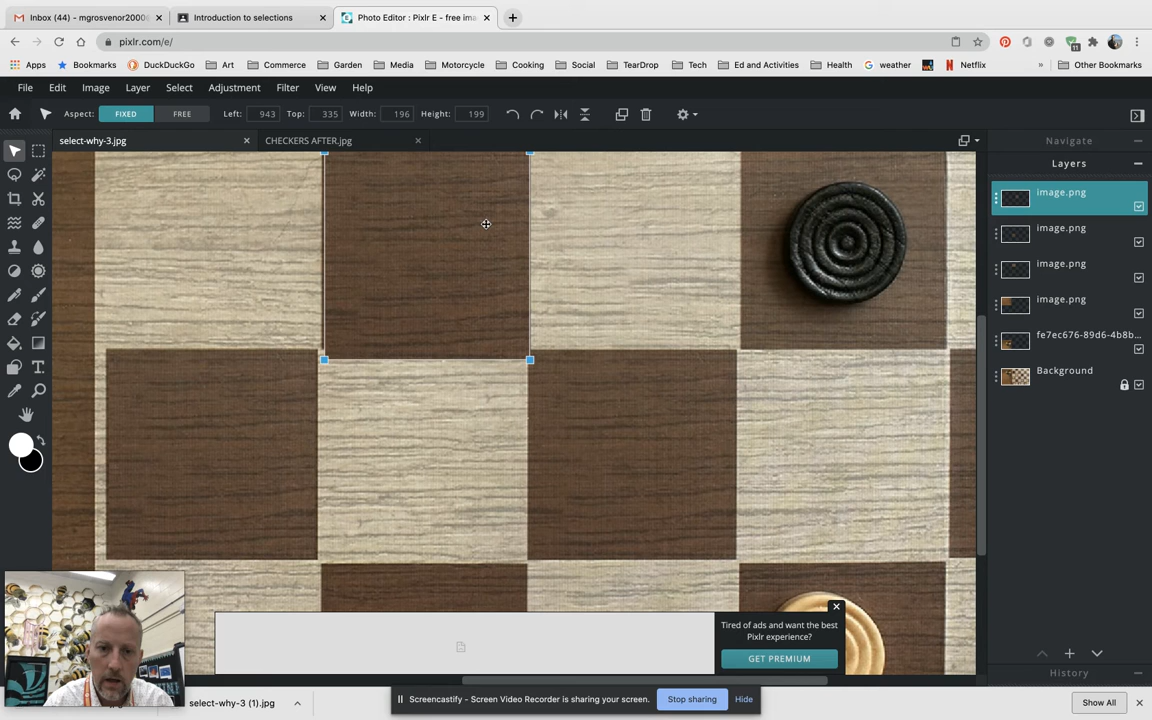 Inbox (44) - mgrosvenor2000
Introduction to selections
Photo Editor : Pixlr E - free ima
pixlr.com/e/
11
Apps
Bookmarks
DuckDuckGo
Art
Commerce
Garden
Media
Motorcycle
Cooking
Social
TearDrop
Tech
Ed and Activities
Health
weather
Netflix
»
Other Bookmarks
File
Edit
Image
Layer
Select
Adjustment
Filter
View
Help
Aspect:
FIXED
FREE
Left:
943
Top:
335
Width:
196
Height:
199
select-why-3.jpg
CHECKERS AFTER.jpg
Navigate
Layers
image.png
image.png
image.png
image.png
fe7ec676-89d6-4b8b...
Background
History
Tired of ads and want the best
Pixlr experience?
GET PREMIUM
select-why-3 (1).jpg
Screencastify - Screen Video Recorder is sharing your screen.
Stop sharing
Hide
Show All